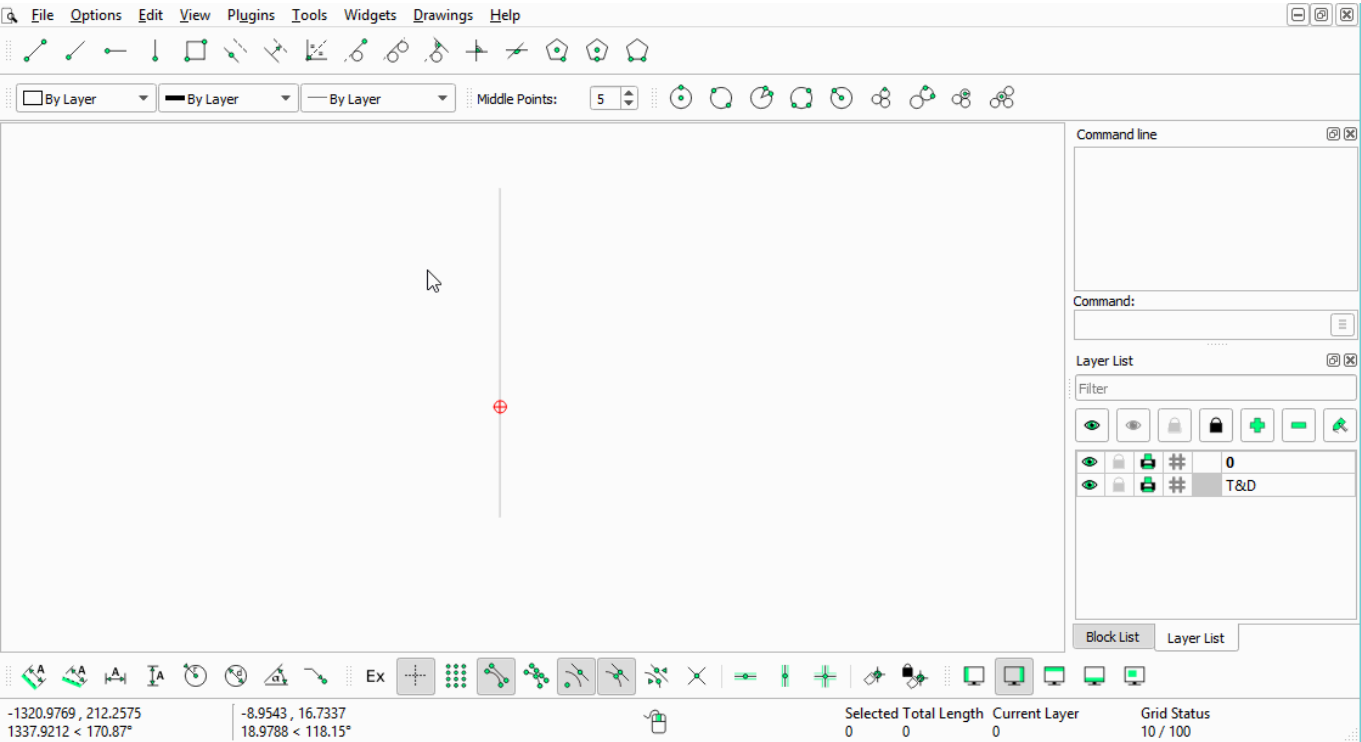 File Options Edit View Plugins Tools Widgets Drawings Help
By Layer By Layer By Layer Middle Points: 5
Command line
Command:
Layer List
Filter
0
T&D
Block List Layer List
A A A A r d α Ex
-1320.9769 , 212.2575 -8.9543 , 16.7337 Selected Total Length Current Layer Grid Status
1337.9212 < 170.87° 18.9788 < 118.15° 0 0 0 10 / 100